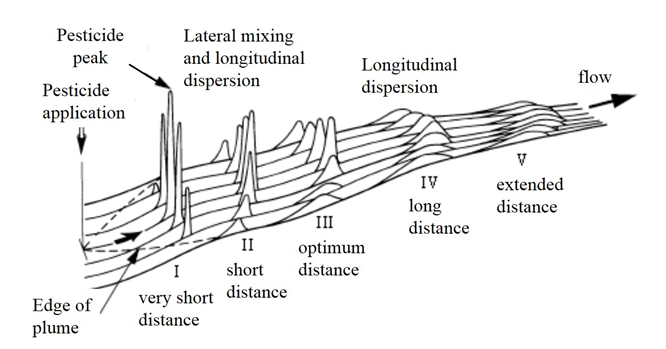 Pesticide
peak
Lateral mixing
and longitudinal
dispersion
Longitudinal
dispersion
flow
Pesticide
application
I
very short
distance
II
short
distance
III
optimum
distance
IV
long
distance
V
extended
distance
Edge of
plume